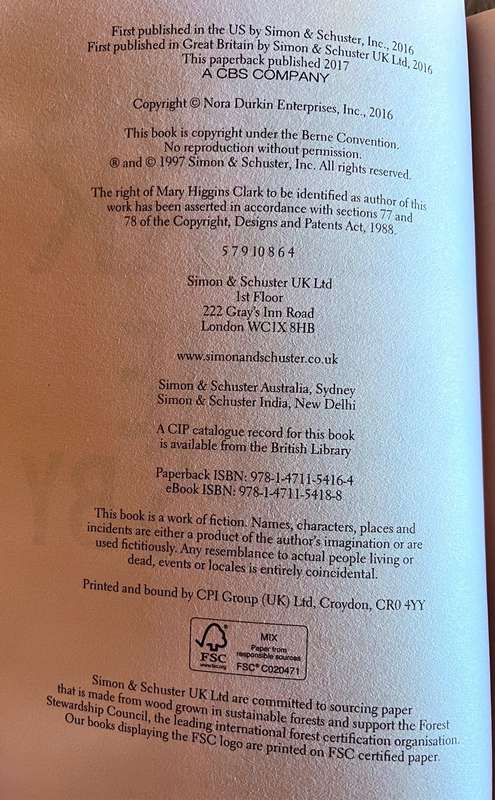 First published in the US by Simon & Schuster, Inc., 2016
First published in Great Britain by Simon & Schuster UK Ltd, 2016
This paperback published 2017
A CBS COMPANY
Copyright © Nora Durkin Enterprises, Inc., 2016
This book is copyright under the Berne Convention.
No reproduction without permission.
® and © 1997 Simon & Schuster, Inc. All rights reserved.
The right of Mary Higgins Clark to be identified as author of this
work has been asserted in accordance with sections 77 and
78 of the Copyright, Designs and Patents Act, 1988.
5 7 9 10 8 6 4
Simon & Schuster UK Ltd
1st Floor
222 Gray's Inn Road
London WC1X 8HB
www.simonandschuster.co.uk
Simon & Schuster Australia, Sydney
Simon & Schuster India, New Delhi
A CIP catalogue record for this book
is available from the British Library
Paperback ISBN: 978-1-4711-5416-4
eBook ISBN: 978-1-4711-5418-8
This book is a work of fiction. Names, characters, places and
incidents are either a product of the author's imagination or are
used fictitiously. Any resemblance to actual people living or
dead, events or locales is entirely coincidental.
Printed and bound by CPI Group (UK) Ltd, Croydon, CR0 4YY
FSC
www.fsc.org
MIX
Paper from
responsible sources
FSC® C020471
Simon & Schuster UK Ltd are committed to sourcing paper
that is made from wood grown in sustainable forests and support the Forest
Stewardship Council, the leading international forest certification organisation.
Our books displaying the FSC logo are printed on FSC certified paper.